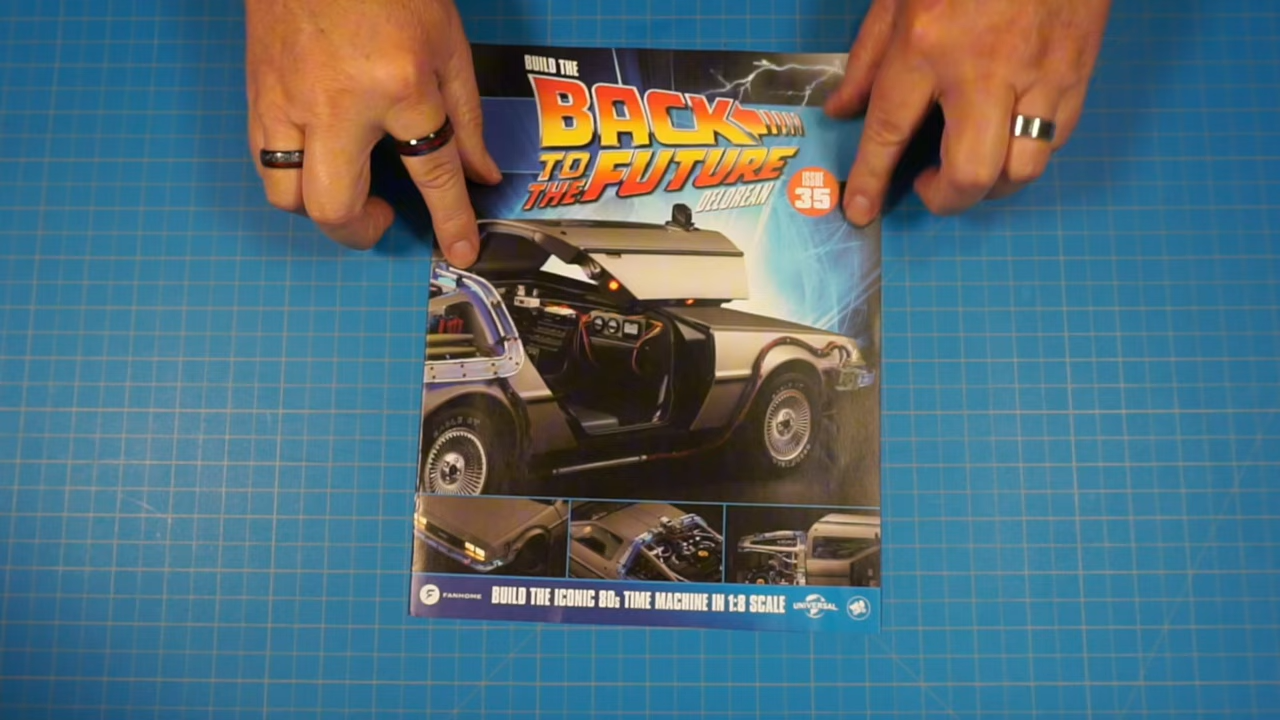 BUILD THE
BACK
TO
THE FUTURE
DELOREAN
ISSUE
35
FANHOME
BUILD THE ICONIC 80s TIME MACHINE IN 1:8 SCALE
UNIVERSAL